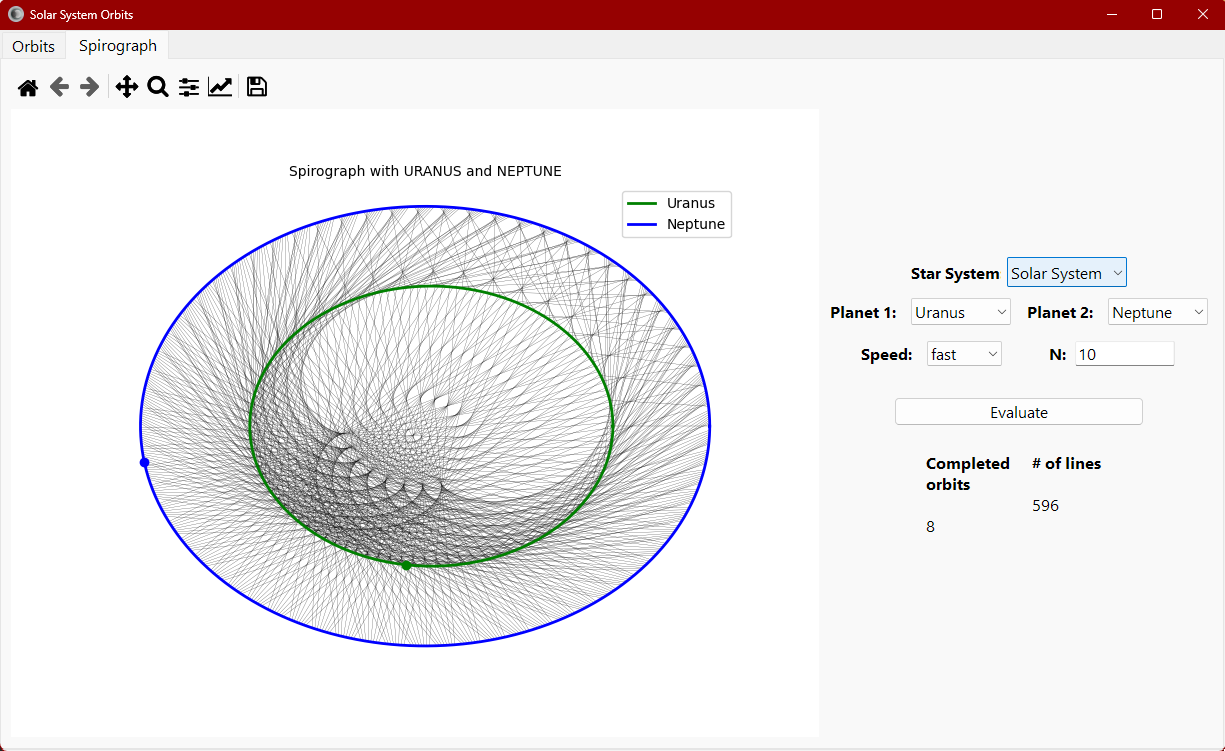 Solar System Orbits
Orbits Spirograph
Spirograph with URANUS and NEPTUNE
Uranus
Neptune
Star System Solar System
Planet 1: Uranus Planet 2: Neptune
Speed: fast N: 10
Evaluate
Completed # of lines
orbits
596
8